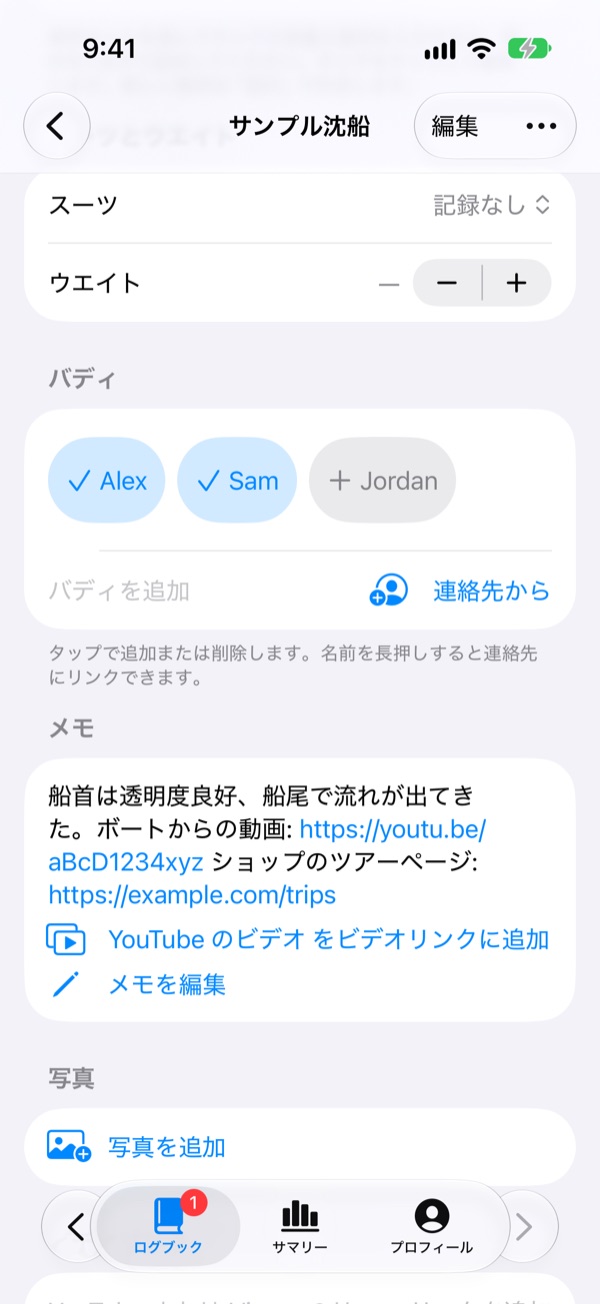 9:41
サンプル沈船
編集
スーツ
記録なし
ウエイト
—
バディ
Alex
Sam
Jordan
バディを追加
連絡先から
タップで追加または削除します。名前を長押しすると連絡先
にリンクできます。
メモ
船首は透明度良好、船尾で流れが出てき
た。ボートからの動画: https://youtu.be/
aBcD1234xyz ショップのツアーページ:
https://example.com/trips
YouTube のビデオ をビデオリンクに追加
メモを編集
写真
写真を追加
1
ログブック
サマリー
プロフィール